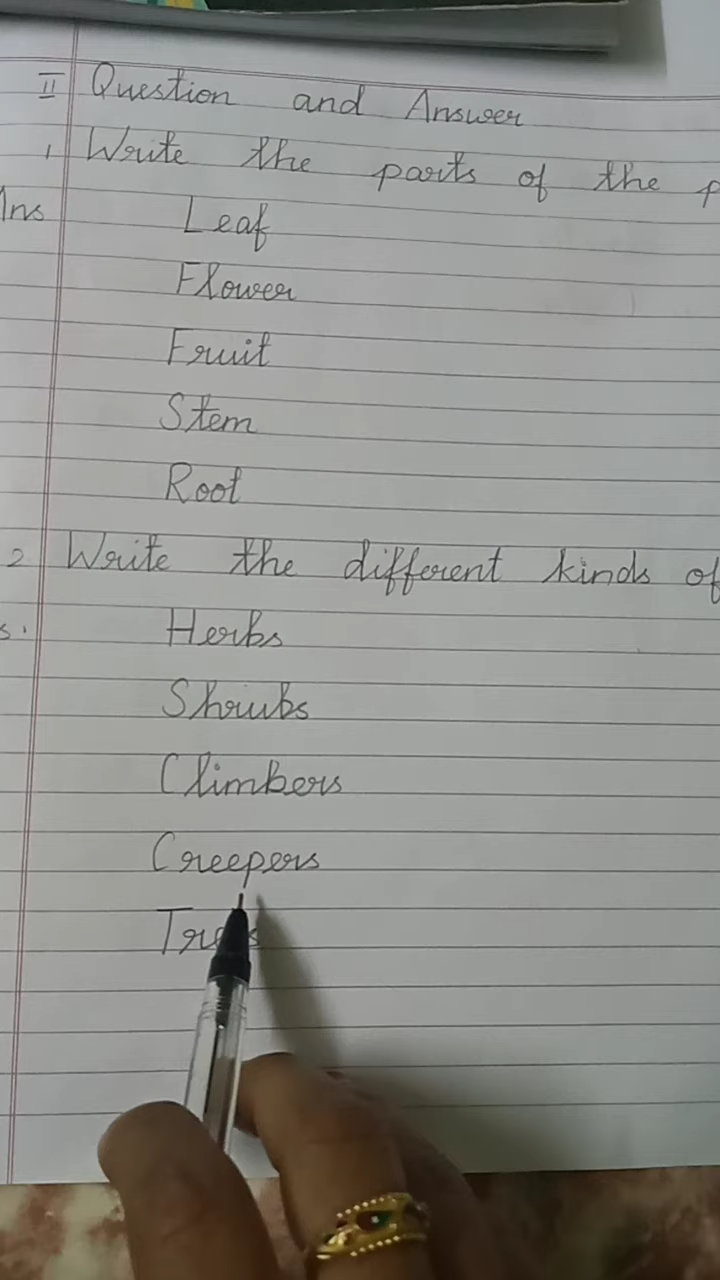 II Question and Answer
1 Write the parts of the
Ans Leaf
Flower
Fruit
Stem
Root
2 Write the different kinds of
s. Herbs
Shrubs
Climbers
Creepers